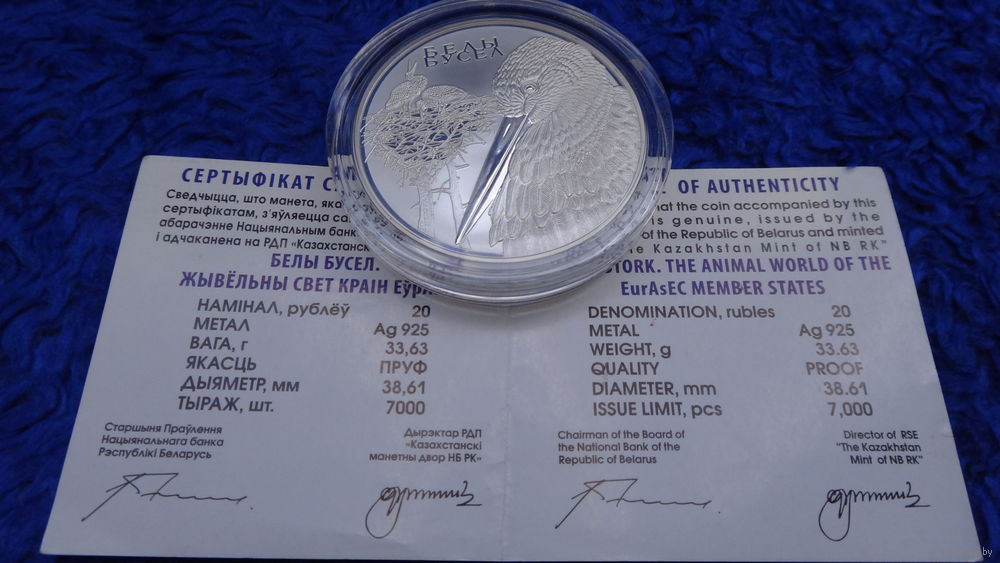 БЕЛЫ
БУСЕЛ
СЕРТЫФІКАТ
Сведчыцца, што манета,
сертыфікатам, з'яўляецца
абарачэнне Нацыянальным
і адчаканена на РДП «Казахстанскі
БЕЛЫ БУСЕЛ.
ЖЫВЁЛЬНЫ СВЕТ КРАІН
НАМІНАЛ, рублёў 20
МЕТАЛ Ag 925
ВАГА, г 33,63
ЯКАСЦЬ ПРУФ
ДЫЯМЕТР, мм 38,61
ТЫРАЖ, шт. 7000
Старшыня Праўлення
Нацыянальнага банка
Рэспублікі Беларусь
Дырэктар РДП
«Казахстанскі
манетны двор НБ РК»
OF AUTHENTICITY
that the coin accompanied by this
is genuine, issued by the
of the Republic of Belarus and minted
Kazakhstan Mint of NB RK"
STORK. THE ANIMAL WORLD OF THE
EurAsEC MEMBER STATES
DENOMINATION, rubles 20
METAL Ag 925
WEIGHT, g 33.63
QUALITY PROOF
DIAMETER, mm 38.61
ISSUE LIMIT, pcs 7,000
Chairman of the Board of
the National Bank of the
Republic of Belarus
Director of RSE
"The Kazakhstan
Mint of NB RK"